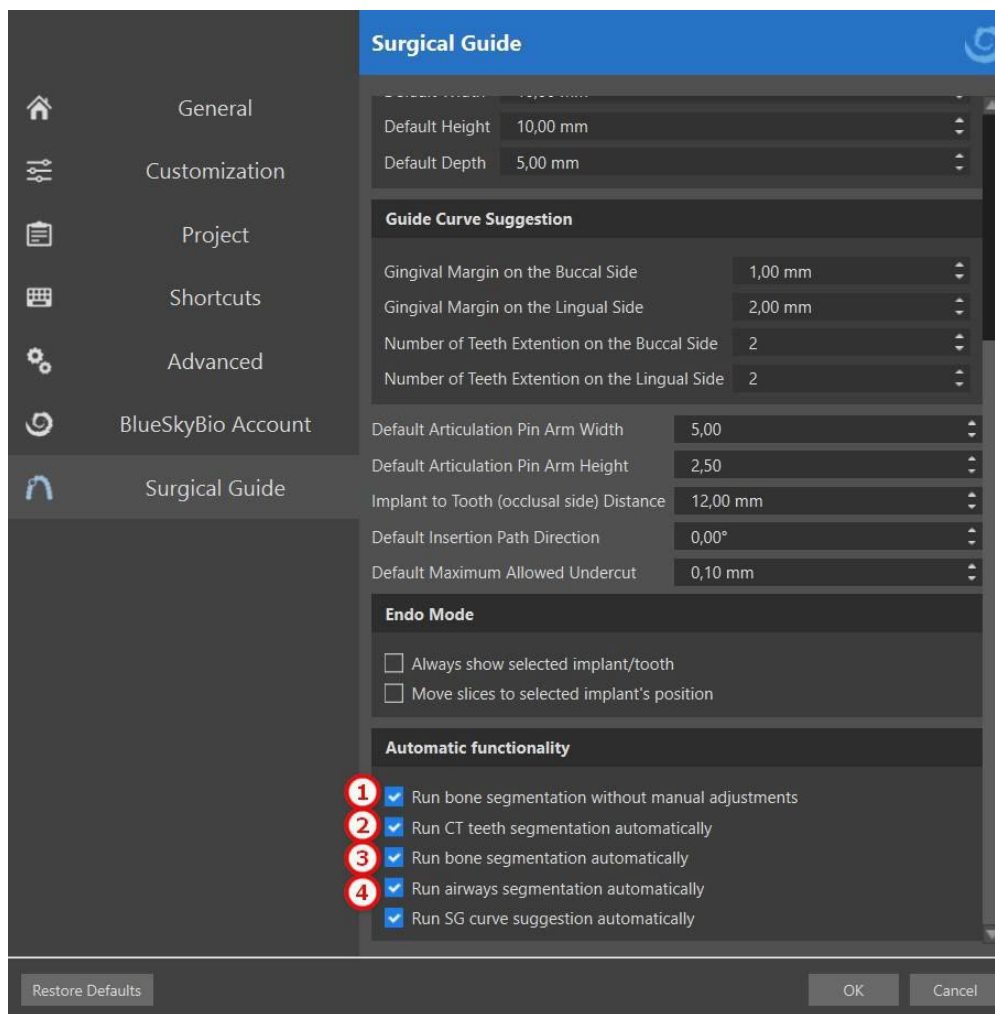 Surgical Guide
General
Customization
Project
Shortcuts
Advanced
BlueSkyBio Account
Surgical Guide
Default Height 10,00 mm
Default Depth 5,00 mm
Guide Curve Suggestion
Gingival Margin on the Buccal Side 1,00 mm
Gingival Margin on the Lingual Side 2,00 mm
Number of Teeth Extention on the Buccal Side 2
Number of Teeth Extention on the Lingual Side 2
Default Articulation Pin Arm Width 5,00
Default Articulation Pin Arm Height 2,50
Implant to Tooth (occlusal side) Distance 12,00 mm
Default Insertion Path Direction 0,00°
Default Maximum Allowed Undercut 0,10 mm
Endo Mode
Always show selected implant/tooth
Move slices to selected implant's position
Automatic functionality
1 Run bone segmentation without manual adjustments
2 Run CT teeth segmentation automatically
3 Run bone segmentation automatically
4 Run airways segmentation automatically
Run SG curve suggestion automatically
Restore Defaults OK Cancel